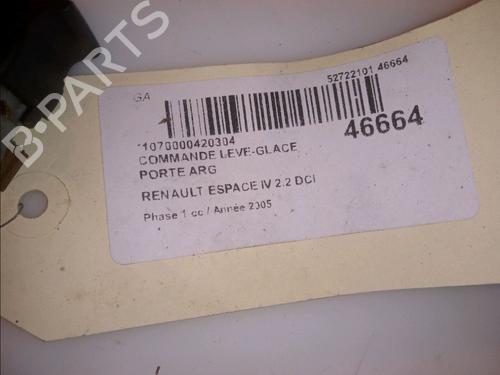 GA
52722101 46664
*1070000420304
46664
COMMANDE LEVE-GLACE
PORTE ARG
RENAULT ESPACE IV 2.2 DCI
Phase 1 cc / Année 2005
B-PARTS